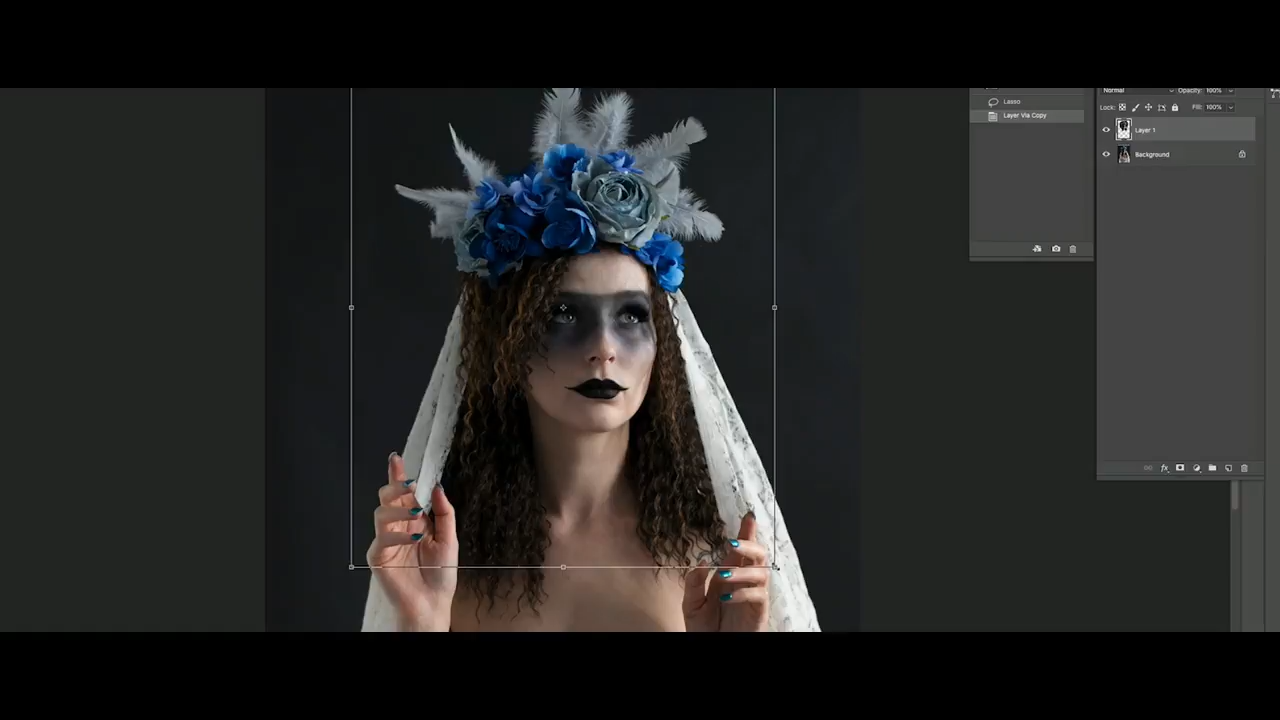 Lasso
Layer Via Copy
Normal
Opacity: 100%
Lock:
Fill: 100%
Layer 1
Background